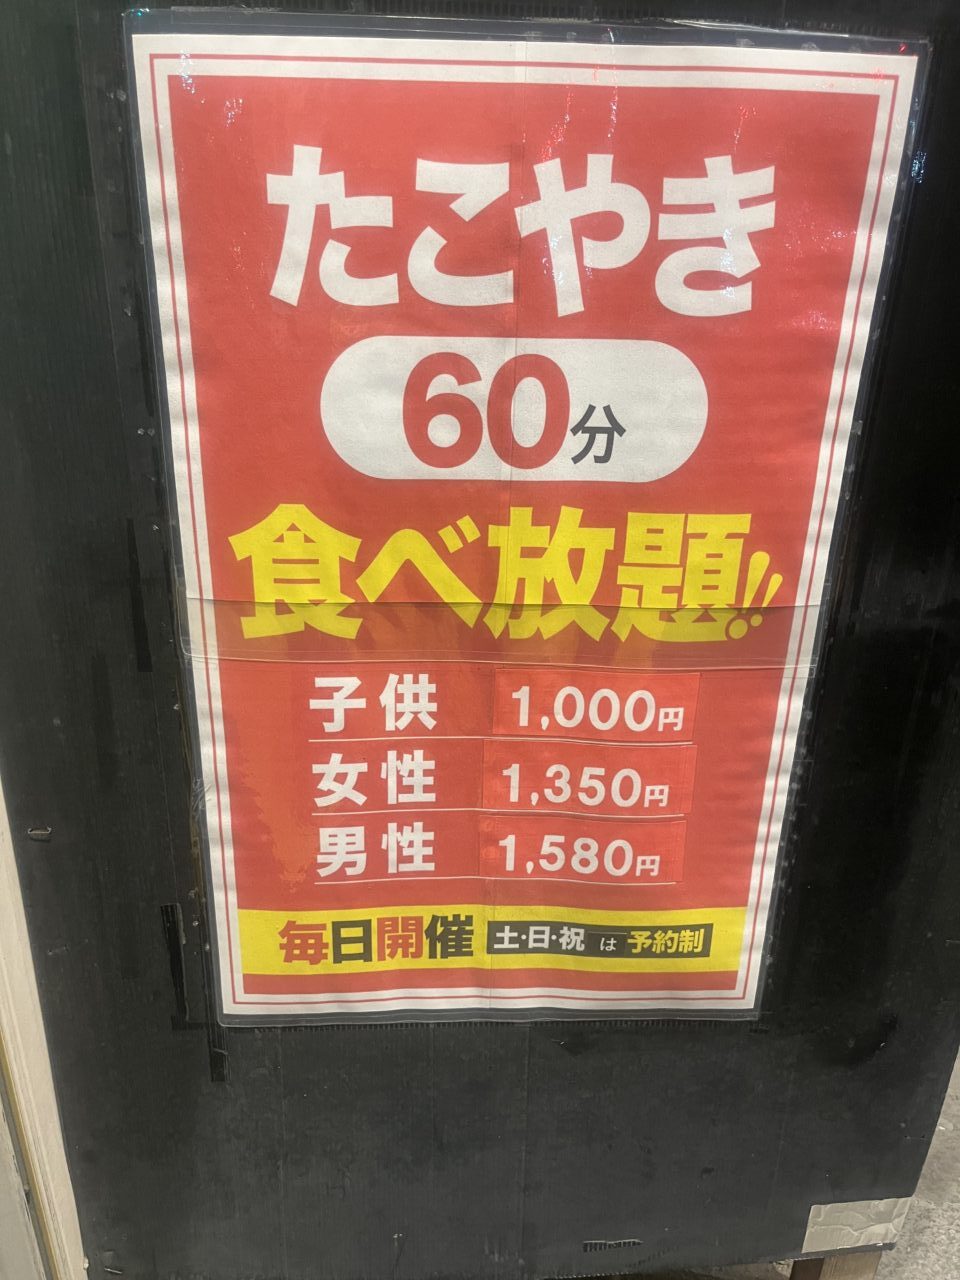 たこやき
60分
食べ放題!!
子供 1,000円
女性 1,350円
男性 1,580円
毎日開催 土・日・祝 は 予約制